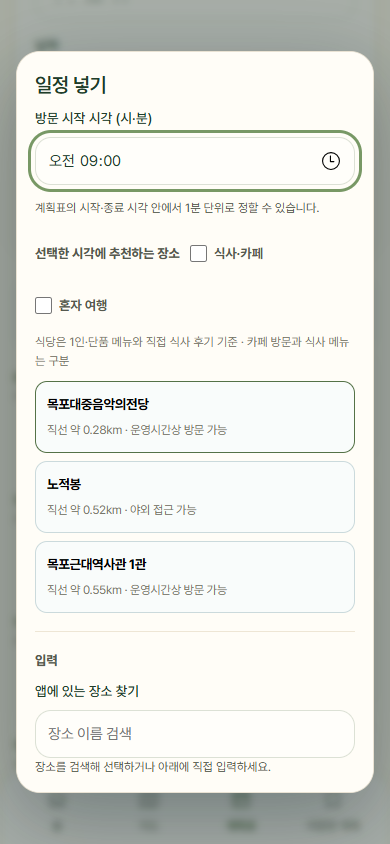 일정 넣기
방문 시작 시각 (시·분)
오전 09:00
계획표의 시작·종료 시각 안에서 1분 단위로 정할 수 있습니다.
선택한 시각에 추천하는 장소 식사·카페
혼자 여행
식당은 1인·단품 메뉴와 직접 식사 후기 기준 · 카페 방문과 식사 메뉴
는 구분
목포대중음악의전당
직선 약 0.28km · 운영시간상 방문 가능
노적봉
직선 약 0.52km · 야외 접근 가능
목포근대역사관 1관
직선 약 0.55km · 운영시간상 방문 가능
입력
앱에 있는 장소 찾기
장소 이름 검색
장소를 검색해 선택하거나 아래에 직접 입력하세요.